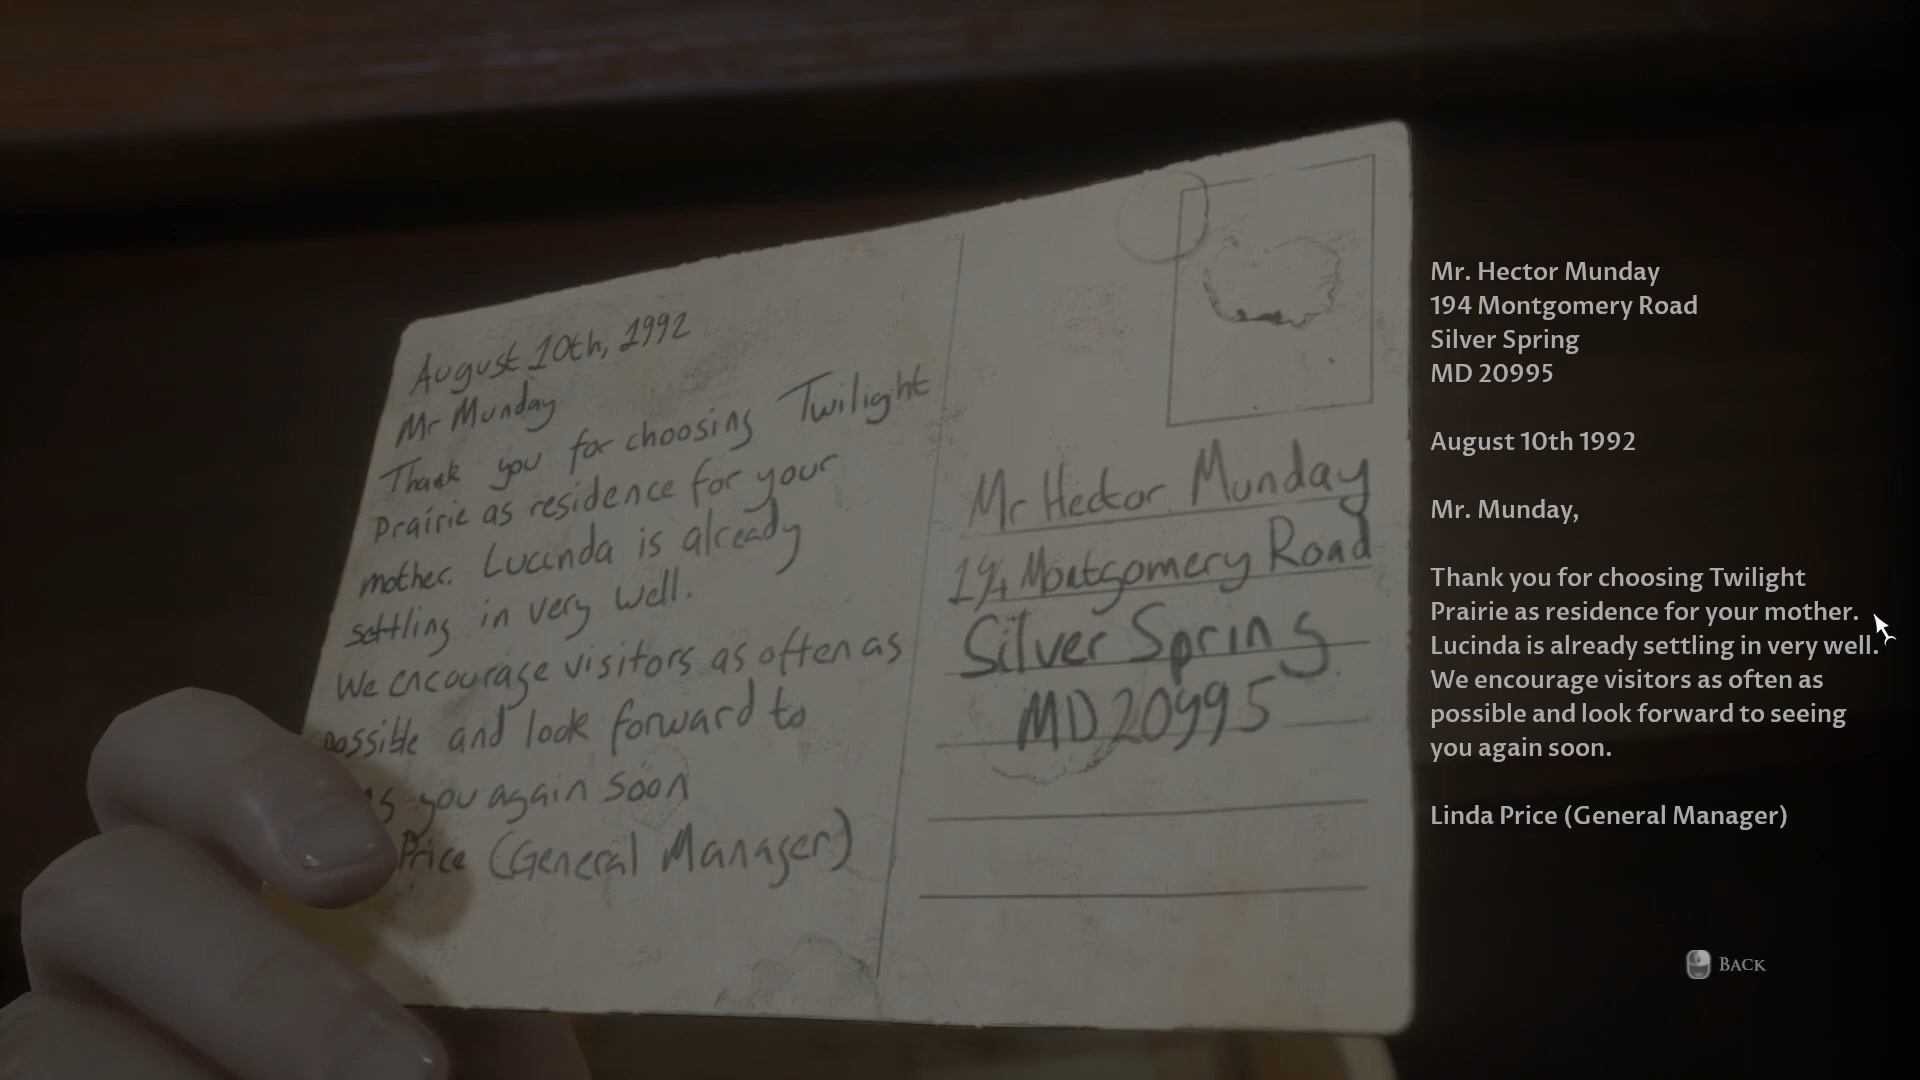 August 10th, 1992
Mr Munday
Thank you for choosing Twilight
Prairie as residence for your
mother. Lucinda is already
settling in very well.
We encourage visitors as often as
possible and look forward to
you again soon
Price (General Manager)
Mr Hector Munday
194 Montgomery Road
Silver Spring
MD 20995
Mr. Hector Munday
194 Montgomery Road
Silver Spring
MD 20995
August 10th 1992
Mr. Munday,
Thank you for choosing Twilight
Prairie as residence for your mother.
Lucinda is already settling in very well.
We encourage visitors as often as
possible and look forward to seeing
you again soon.
Linda Price (General Manager)
BACK